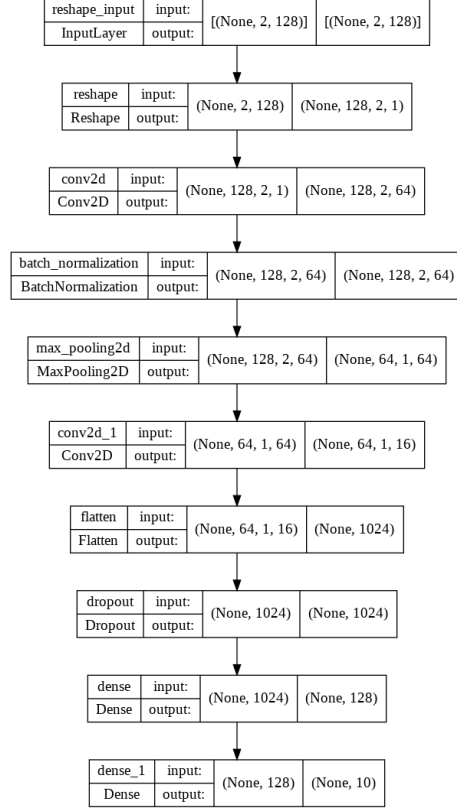 reshape_input input: [(None, 2, 128)] [(None, 2, 128)]
InputLayer output:
reshape input: (None, 2, 128) (None, 128, 2, 1)
Reshape output:
conv2d input: (None, 128, 2, 1) (None, 128, 2, 64)
Conv2D output:
batch_normalization input: (None, 128, 2, 64) (None, 128, 2, 64)
BatchNormalization output:
max_pooling2d input: (None, 128, 2, 64) (None, 64, 1, 64)
MaxPooling2D output:
conv2d_1 input: (None, 64, 1, 64) (None, 64, 1, 16)
Conv2D output:
flatten input: (None, 64, 1, 16) (None, 1024)
Flatten output:
dropout input: (None, 1024) (None, 1024)
Dropout output:
dense input: (None, 1024) (None, 128)
Dense output:
dense_1 input: (None, 128) (None, 10)
Dense output: